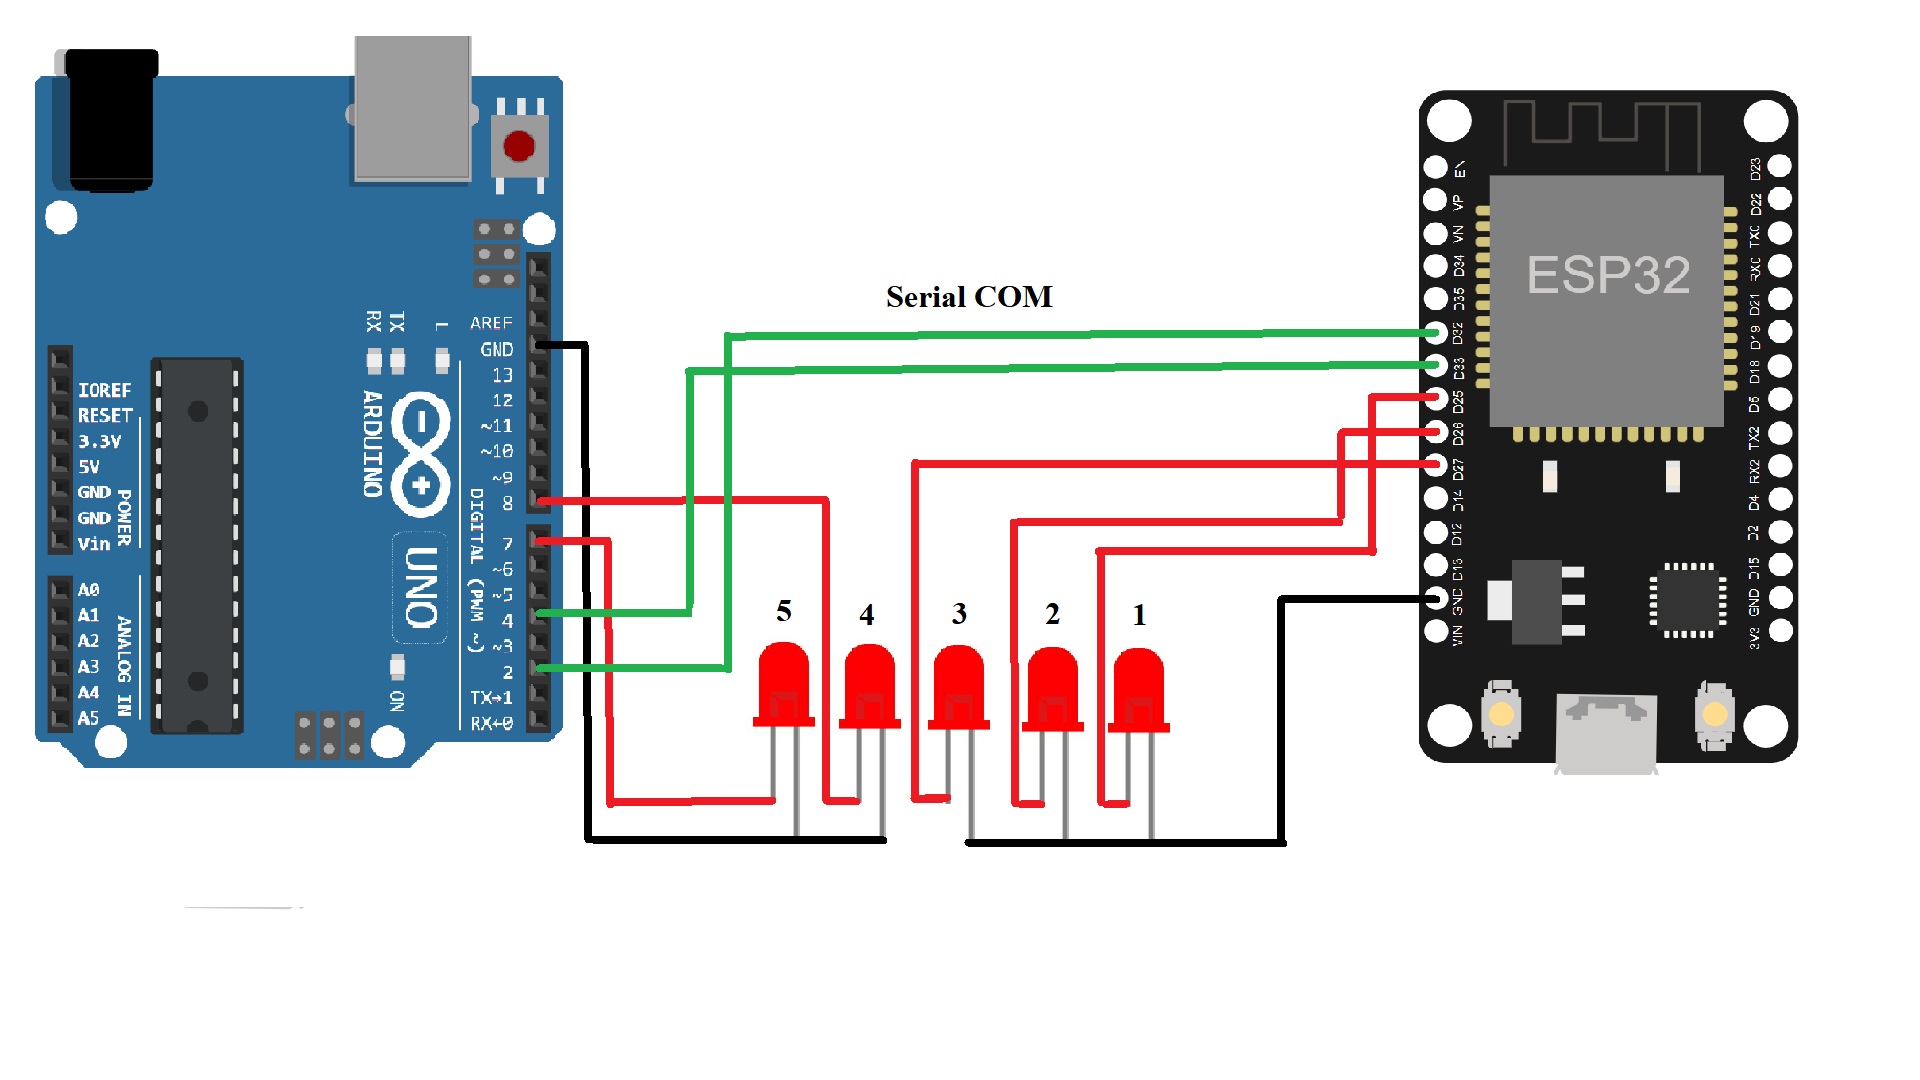 Serial COM
5
4
3
2
1
RX
TX
L
AREF
GND
13
12
~11
~10
~9
8
7
~6
~5
4
~3
2
TX→1
RX←0
DIGITAL (PWM ~)
ARDUINO
UNO
ON
IOREF
RESET
3.3V
5V
GND
GND
Vin
POWER
A0
A1
A2
A3
A4
A5
ANALOG IN
ESP32
EN
VP
VN
D34
D35
D32
D33
D25
D26
D27
D14
D12
D13
GND
VIN
D23
D22
TX0
RX0
D21
D19
D18
D5
TX2
RX2
D4
D2
D15
GND
3V3